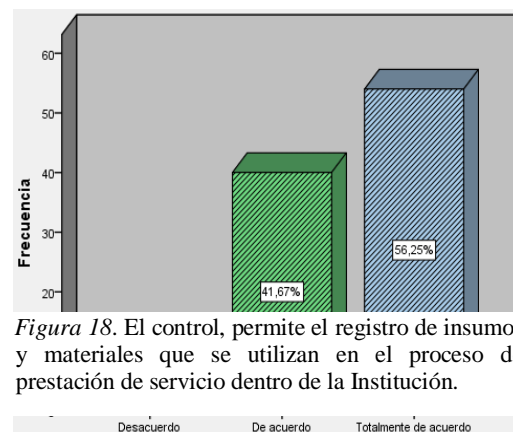 60
50
40
30
20
Frecuencia
56,25%
41,67%
Figura 18. El control, permite el registro de insumo
y materiales que se utilizan en el proceso d
prestación de servicio dentro de la Institución.
Desacuerdo De acuerdo Totalmente de acuerdo